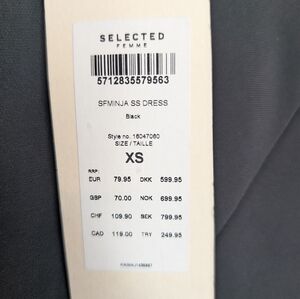 SELECTED
FEMME
5712835579563
SFMINJA SS DRESS
Black
Style no. 16047060
SIZE / TAILLE
XS
RRP:
EUR 79.95 DKK 599.95
GBP 70.00 NOK 699.95
CHF 109.90 SEK 799.95
CAD 119.00 TRY 249.95